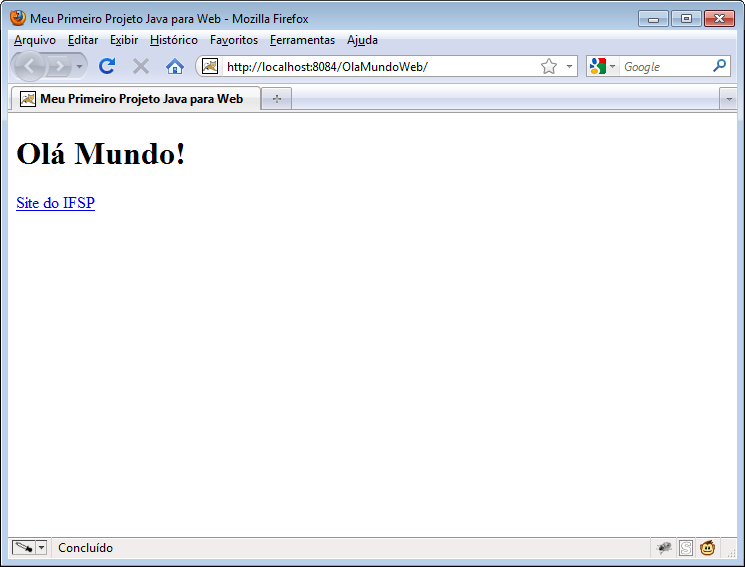 Meu Primeiro Projeto Java para Web - Mozilla Firefox
Arquivo Editar Exibir Histórico Favoritos Ferramentas Ajuda
http://localhost:8084/OlaMundoWeb/ Google
Meu Primeiro Projeto Java para Web
Olá Mundo!
Site do IFSP
Concluído